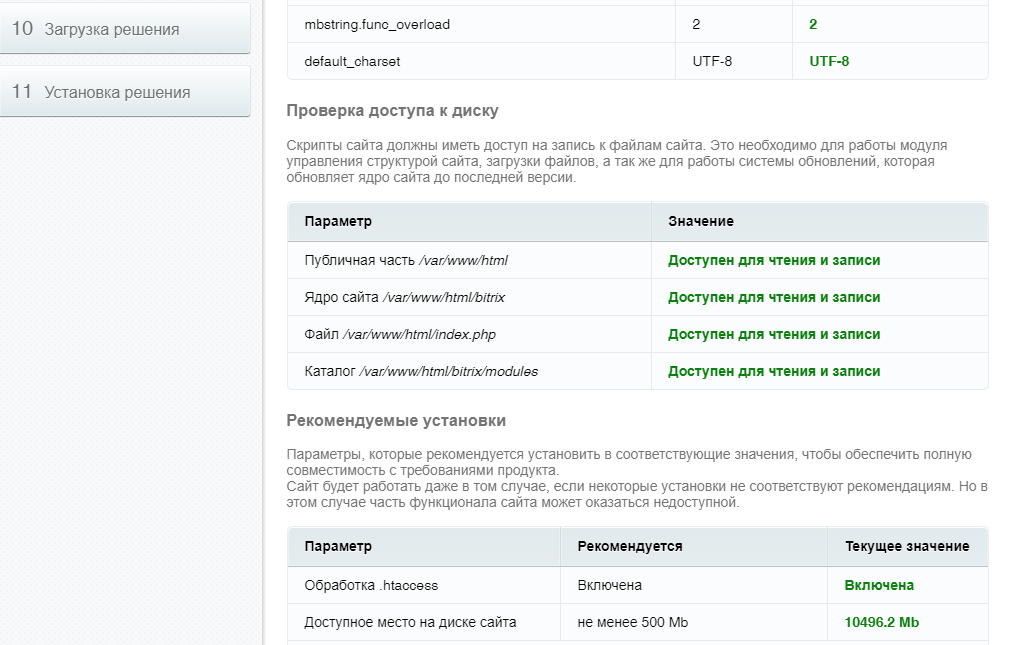 10 Загрузка решения
11 Установка решения
mbstring.func_overload 2 2
default_charset UTF-8 UTF-8
Проверка доступа к диску
Скрипты сайта должны иметь доступ на запись к файлам сайта. Это необходимо для работы модуля
управления структурой сайта, загрузки файлов, а так же для работы системы обновлений, которая
обновляет ядро сайта до последней версии.
Параметр Значение
Публичная часть /var/www/html Доступен для чтения и записи
Ядро сайта /var/www/html/bitrix Доступен для чтения и записи
Файл /var/www/html/index.php Доступен для чтения и записи
Каталог /var/www/html/bitrix/modules Доступен для чтения и записи
Рекомендуемые установки
Параметры, которые рекомендуется установить в соответствующие значения, чтобы обеспечить полную
совместимость с требованиями продукта.
Сайт будет работать даже в том случае, если некоторые установки не соответствуют рекомендациям. Но в
этом случае часть функционала сайта может оказаться недоступной.
Параметр Рекомендуется Текущее значение
Обработка .htaccess Включена Включена
Доступное место на диске сайта не менее 500 Mb 10496.2 Mb